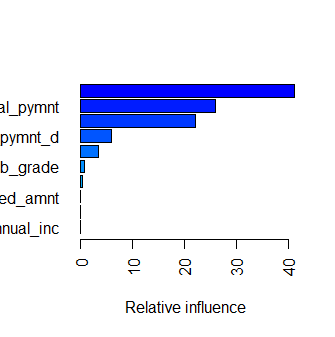 al_pymnt
pymnt_d
b_grade
ed_amnt
nnual_inc
0
10
20
30
40
Relative influence